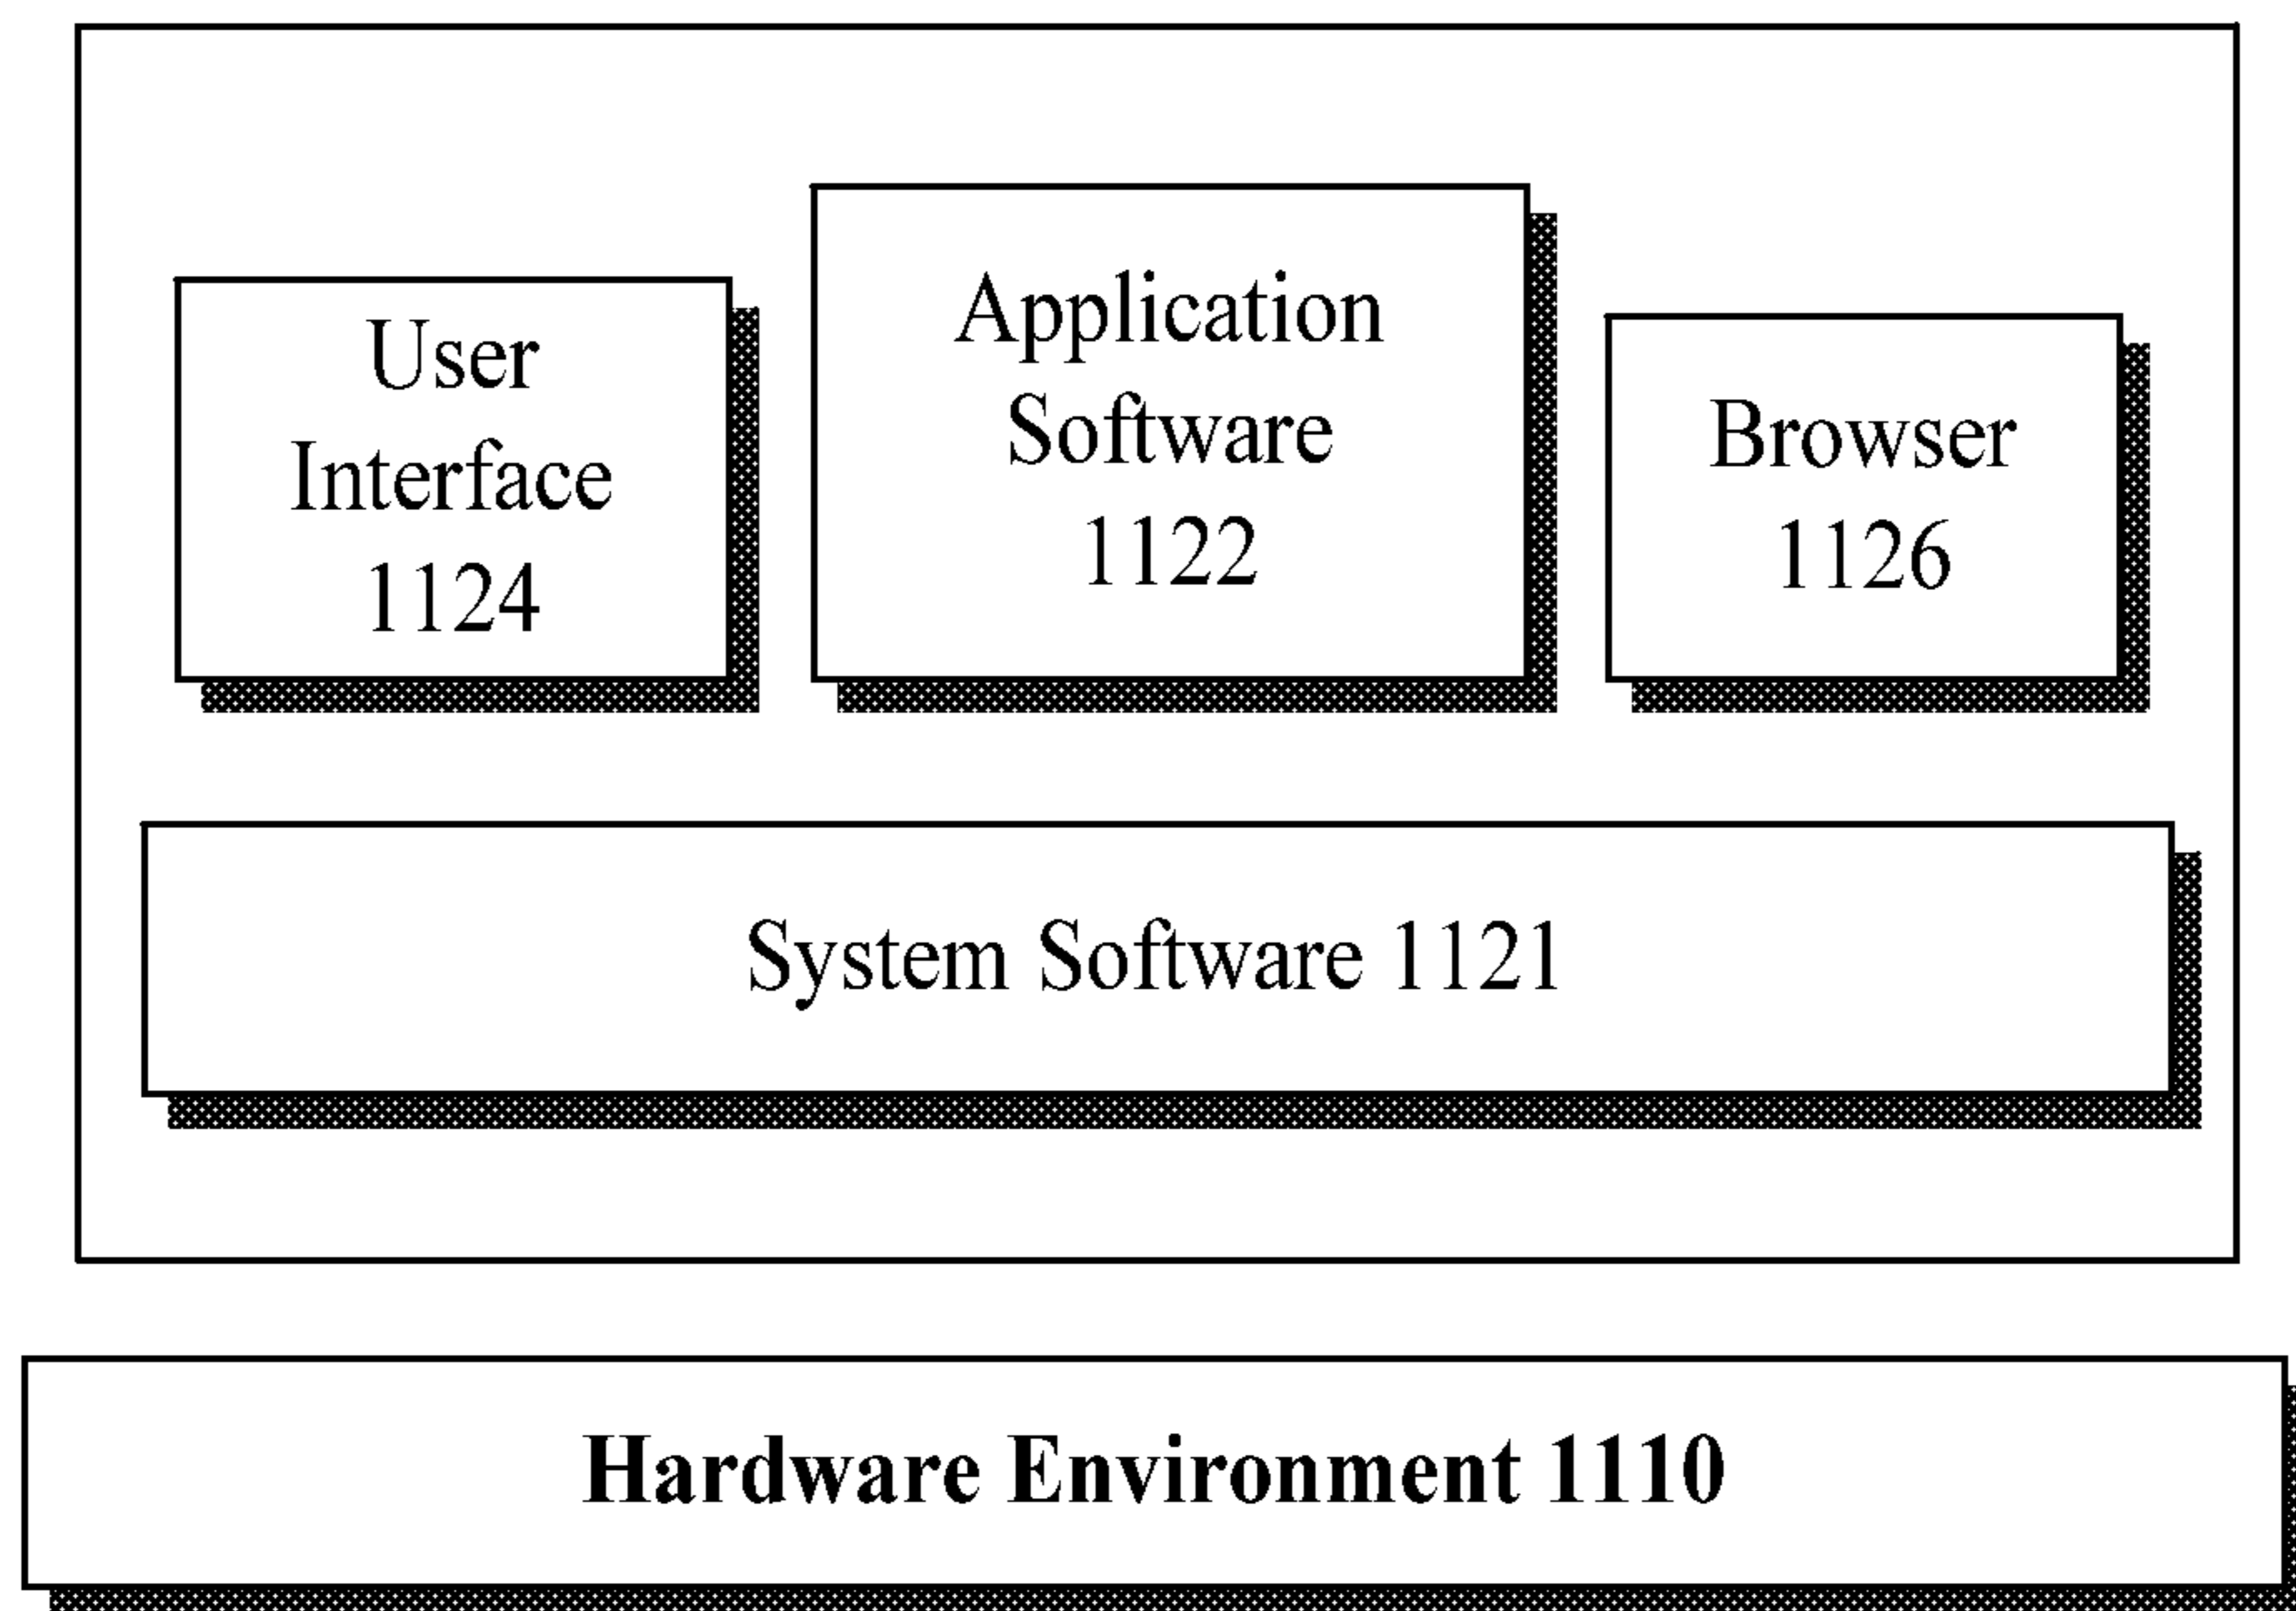 User
Interface
1124
Application
Software
1122
Browser
1126
System Software 1121
Hardware Environment 1110